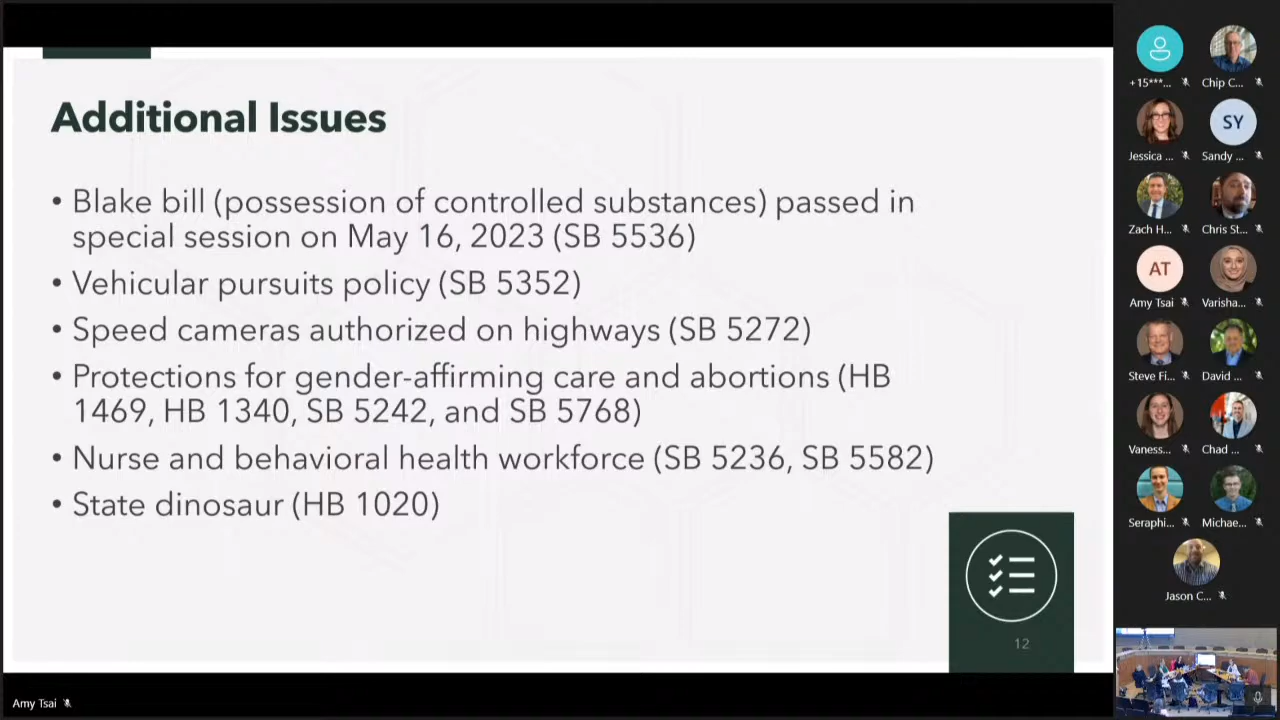 Additional Issues
• Blake bill (possession of controlled substances) passed in
special session on May 16, 2023 (SB 5536)
• Vehicular pursuits policy (SB 5352)
• Speed cameras authorized on highways (SB 5272)
• Protections for gender-affirming care and abortions (HB
1469, HB 1340, SB 5242, and SB 5768)
• Nurse and behavioral health workforce (SB 5236, SB 5582)
• State dinosaur (HB 1020)
12
Amy Tsai
+15***...
Chip C...
Jessica ...
SY
Sandy ...
Zach H...
Chris St...
AT
Amy Tsai
Varisha...
Steve Fi...
David ...
Vaness...
Chad ...
Seraphi...
Michae...
Jason C...